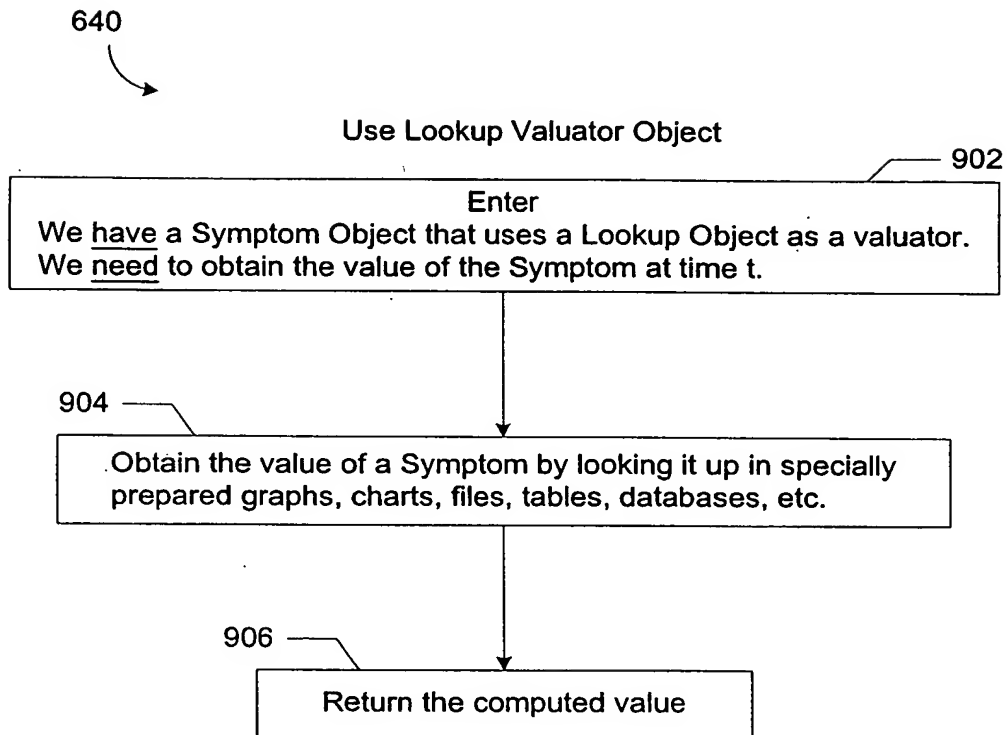 640
Use Lookup Valuator Object
902
Enter
We have a Symptom Object that uses a Lookup Object as a valuator.
We need to obtain the value of the Symptom at time t.
904
Obtain the value of a Symptom by looking it up in specially
prepared graphs, charts, files, tables, databases, etc.
906
Return the computed value